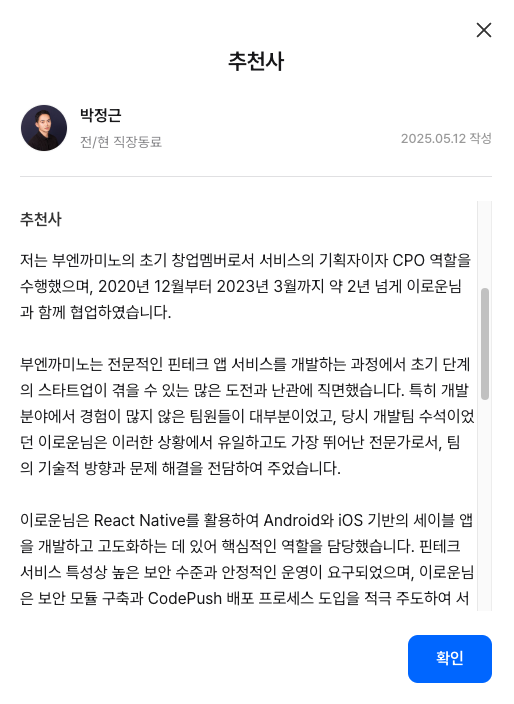 추천사
박정근
전/현 직장동료
2025.05.12 작성
추천사
저는 부엔까미노의 초기 창업멤버로서 서비스의 기획자이자 CPO 역할을
수행했으며, 2020년 12월부터 2023년 3월까지 약 2년 넘게 이로운님
과 함께 협업하였습니다.
부엔까미노는 전문적인 핀테크 앱 서비스를 개발하는 과정에서 초기 단계
의 스타트업이 겪을 수 있는 많은 도전과 난관에 직면했습니다. 특히 개발
분야에서 경험이 많지 않은 팀원들이 대부분이었고, 당시 개발팀 수석이었
던 이로운님은 이러한 상황에서 유일하고도 가장 뛰어난 전문가로서, 팀
의 기술적 방향과 문제 해결을 전담하여 주었습니다.
이로운님은 React Native를 활용하여 Android와 iOS 기반의 세이블 앱
을 개발하고 고도화하는 데 있어 핵심적인 역할을 담당했습니다. 핀테크
서비스 특성상 높은 보안 수준과 안정적인 운영이 요구되었으며, 이로운님
은 보안 모듈 구축과 CodePush 배포 프로세스 도입을 적극 주도하여 서
확인